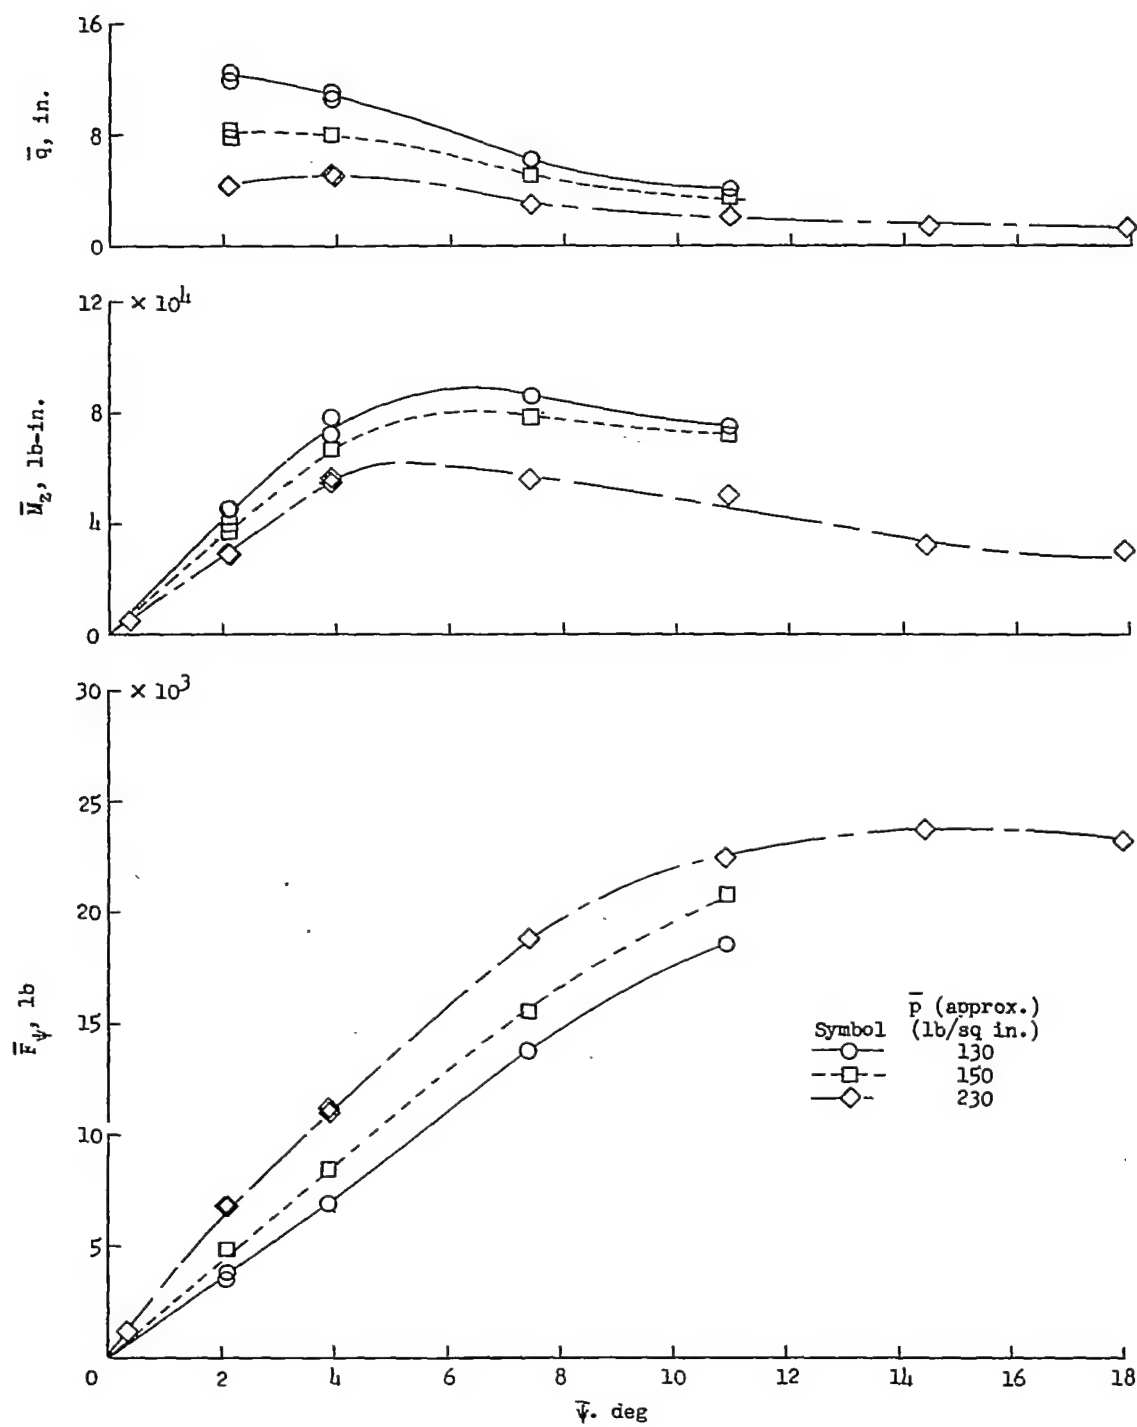 16
8
0
q̅, in.
12 × 10⁴
8
4
0
M̅z, lb-in.
30 × 10³
25
20
15
10
5
0 2 4 6 8 10 12 14 16 18
F̅ψ, lb
ψ̅. deg
p̅ (approx.)
Symbol (lb/sq in.)
130
150
230